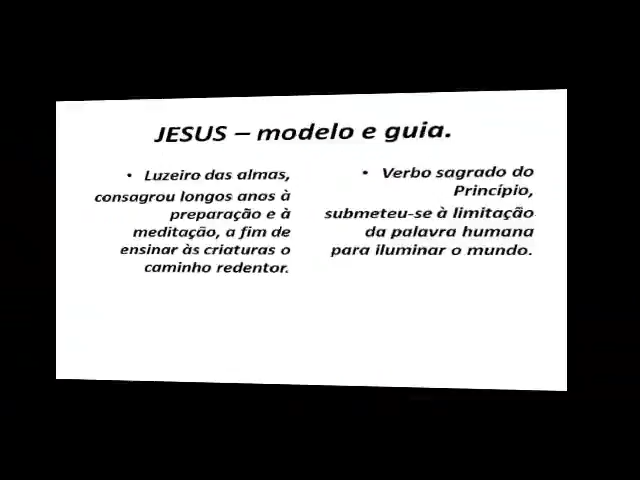 JESUS – modelo e guia.
• Luzeiro das almas,
consagrou longos anos à
preparação e à
meditação, a fim de
ensinar às criaturas o
caminho redentor.
• Verbo sagrado do
Princípio,
submeteu-se à limitação
da palavra humana
para iluminar o mundo.